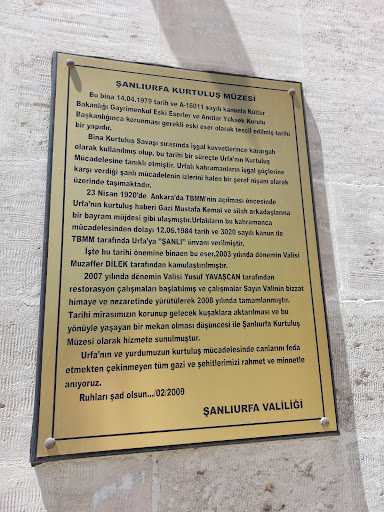 ŞANLIURFA KURTULUŞ MÜZESİ
Bu bina 14.04.1979 tarih ve A-15011 sayılı kanunla Kültür
Bakanlığı Gayrimenkul Eski Eserler ve Anıtlar Yüksek Kurulu
Başkanlığınca korunması gerekli eski eser olarak tescil edilmiş tarihi
bir yapıdır.
Bina Kurtuluş Savaşı sırasında işgal kuvvetlerince karargah
olarak kullanılmış olup, bu tarihi bir süreçte Urfa'nın Kurtuluş
Mücadelesine tanıklı etmiştir. Urfalı kahramanların işgal güçlerine
karşı verdiği şanlı mücadelenin izlerini halen bir şeref nişanı olarak
üzerinde taşımaktadır.
23 Nisan 1920'de Ankara'da TBMM'nin açılması öncesinde
Urfa'nın kurtuluş haberi Gazi Mustafa Kemal ve silah arkadaşlarına
bir bayram müjdesi gibi ulaşmıştır.Urfalıların bu kahramanca
mücadelesinden dolayı 12.06.1984 tarih ve 3020 sayılı kanun ile
TBMM tarafında Urfa'ya "ŞANLI" ünvanı verilmiştir.
İşte bu tarihi önemine binaen bu eser,2003 yılında dönemin Valisi
Muzaffer DİLEK tarafından kamulaştırılmıştır.
2007 yılında dönemin Valisi Yusuf YAVAŞCAN tarafından
restorasyon çalışmaları başlatılmış ve çalışmalar Sayın Valinin bizzat
himaye ve nezaretinde yürütülerek 2008 yılında tamamlanmıştır.
Tarihi mirasımızın korunup gelecek kuşaklara aktarılması ve bu
yönüyle yaşayan bir mekan olması düşüncesi ile Şanlıurfa Kurtuluş
Müzesi olarak hizmete sunulmuştur.
Urfa'nın ve yurdumuzun kurtuluş mücadelesinde canlarını feda
etmekten çekinmeyen tüm gazi ve şehitlerimizi rahmet ve minnetle
anıyoruz.
Ruhları şad olsun.../02/2009
ŞANLIURFA VALİLİĞİ